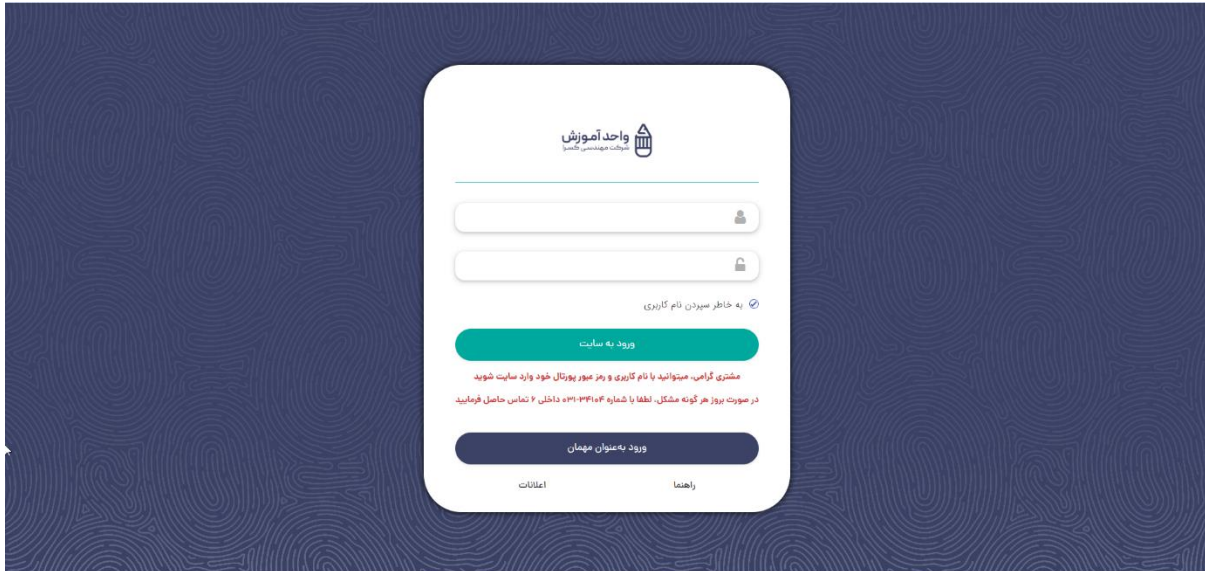 واحد آموزش
شرکت مهندسی کسرا
به خاطر سپردن نام کاربری
ورود به سایت
مشتری گرامی، میتوانید با نام کاربری و رمز عبور پورتال خود وارد سایت شوید
در صورت بروز هر گونه مشکل، لطفا با شماره ۳۴۱۰۴-۰۳۱ داخلی ۶ تماس حاصل فرمایید
ورود به‌عنوان مهمان
راهنما
اعلانات